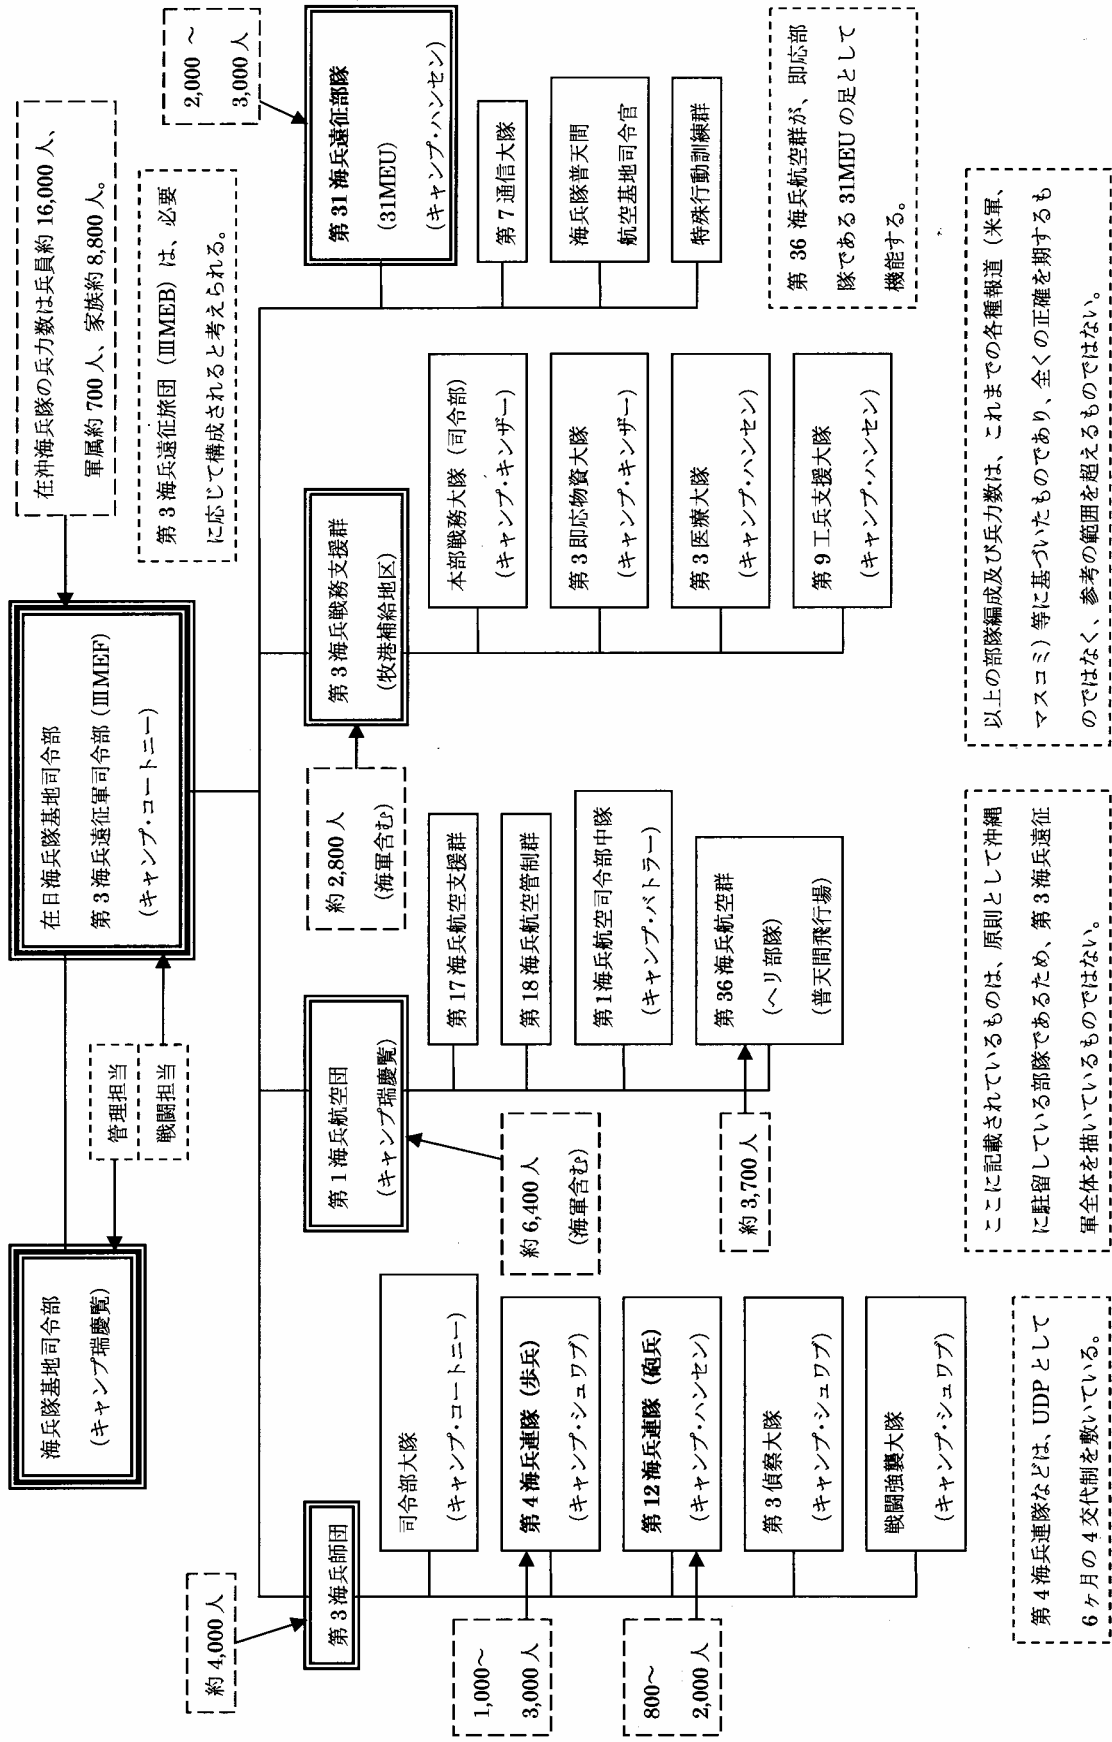 海兵隊基地司令部
(キャンプ瑞慶覧)
管理担当
戦闘担当
在日海兵隊基地司令部
第3海兵遠征軍司令部(ⅢMEF)
(キャンプ・コートニー)
在沖海兵隊の兵力数は兵員約16,000人、
軍属約700人、家族約8,800人。
第3海兵遠征旅団(ⅢMEB)は、必要
に応じて構成されると考えられる。
2,000~
3,000人
約4,000人
第3海兵師団
司令部大隊
(キャンプ・コートニー)
1,000~
3,000人
第4海兵連隊(歩兵)
(キャンプ・シュワブ)
800~
2,000人
第12海兵連隊(砲兵)
(キャンプ・ハンセン)
第3偵察大隊
(キャンプ・シュワブ)
戦闘強襲大隊
(キャンプ・シュワブ)
第1海兵航空団
(キャンプ瑞慶覧)
約6,400人
(海軍含む)
第17海兵航空支援群
第18海兵航空管制群
第1海兵航空司令部中隊
(キャンプ・バトラー)
約3,700人
第36海兵航空群
(ヘリ部隊)
(普天間飛行場)
約2,800人
(海軍含む)
第3海兵戦務支援群
(牧港補給地区)
本部戦務大隊(司令部)
(キャンプ・キンザー)
第3即応物資大隊
(キャンプ・キンザー)
第3医療大隊
(キャンプ・ハンセン)
第9工兵支援大隊
(キャンプ・ハンセン)
第31海兵遠征部隊
(31MEU)
(キャンプ・ハンセン)
第7通信大隊
海兵隊普天間
航空基地司令官
特殊行動訓練群
第36海兵航空群が、即応部
隊である31MEUの足として
機能する。
第4海兵連隊などは、UDPとして
6ヶ月の4交代制を敷いている。
ここに記載されているものは、原則として沖縄
に駐留している部隊であるため、第3海兵遠征
軍全体を描いているものではない。
以上の部隊編成及び兵力数は、これまでの各種報道(米軍、
マスコミ)等に基づいたものであり、全くの正確を期するも
のではなく、参考の範囲を超えるものではない。